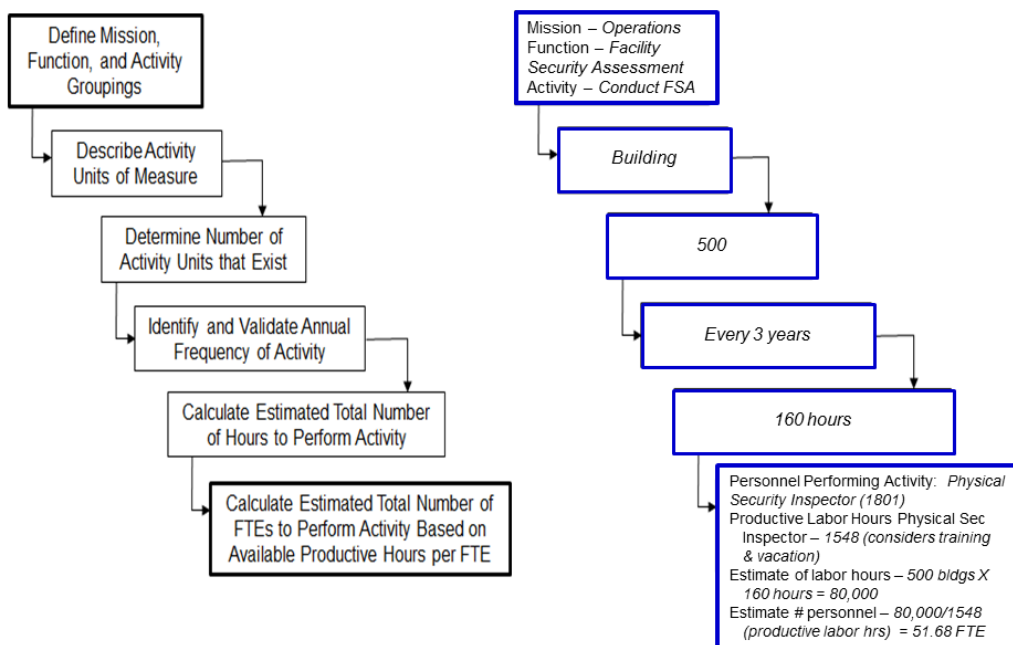 Define Mission,
Function, and Activity
Groupings
Describe Activity
Units of Measure
Determine Number of
Activity Units that Exist
Identify and Validate Annual
Frequency of Activity
Calculate Estimated Total Number
of Hours to Perform Activity
Calculate Estimated Total Number of
FTEs to Perform Activity Based on
Available Productive Hours per FTE
Mission – Operations
Function – Facility
Security Assessment
Activity – Conduct FSA
Building
500
Every 3 years
160 hours
Personnel Performing Activity: Physical
Security Inspector (1801)
Productive Labor Hours Physical Sec
Inspector – 1548 (considers training
& vacation)
Estimate of labor hours – 500 bldgs X
160 hours = 80,000
Estimate # personnel – 80,000/1548
(productive labor hrs) = 51.68 FTE